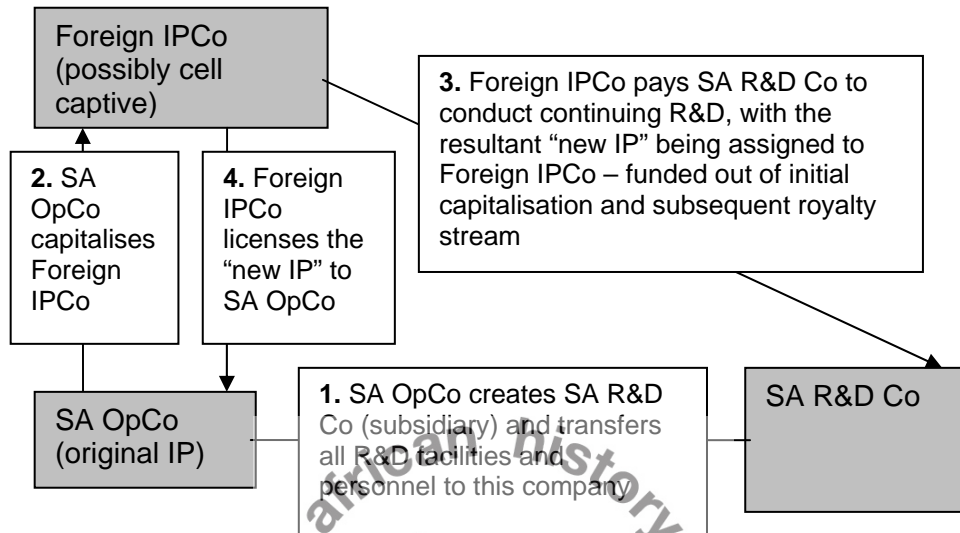 Foreign IPCo
(possibly cell
captive)
3. Foreign IPCo pays SA R&D Co to
conduct continuing R&D, with the
resultant “new IP” being assigned to
Foreign IPCo – funded out of initial
capitalisation and subsequent royalty
stream
2. SA
OpCo
capitalises
Foreign
IPCo
4. Foreign
IPCo
licenses the
“new IP” to
SA OpCo
SA OpCo
(original IP)
1. SA OpCo creates SA R&D
Co (subsidiary) and transfers
all R&D facilities and
personnel to this company
SA R&D Co
african history